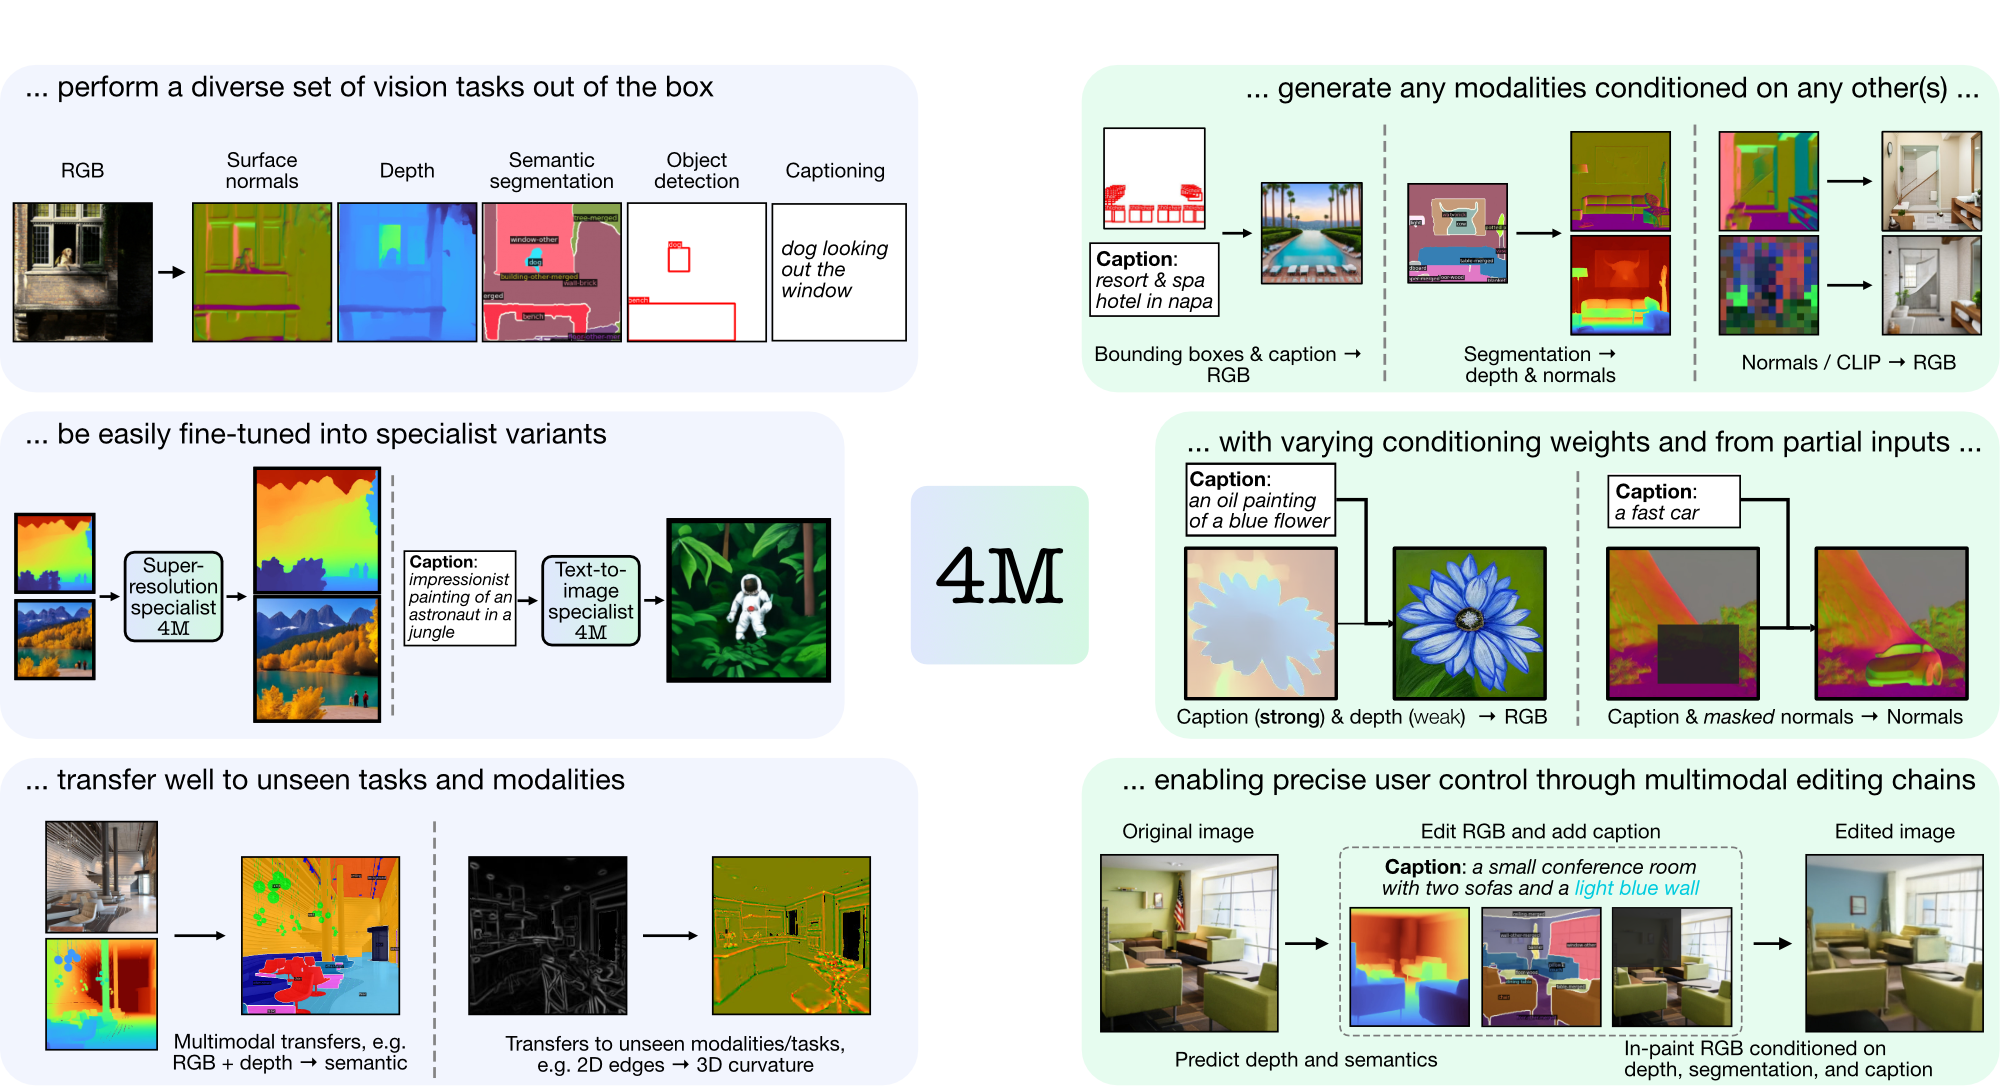 ... perform a diverse set of vision tasks out of the box
RGB
Surface
normals
Depth
Semantic
segmentation
Object
detection
Captioning
tree-merged
window-other
dog
building-other-merged
wall-brick
bench
dog
bench
dog looking
out the
window
... be easily fine-tuned into specialist variants
Super-
resolution
specialist
4M
Caption:
impressionist
painting of an
astronaut in a
jungle
Text-to-
image
specialist
4M
... transfer well to unseen tasks and modalities
Multimodal transfers, e.g.
RGB + depth → semantic
Transfers to unseen modalities/tasks,
e.g. 2D edges → 3D curvature
4M
... generate any modalities conditioned on any other(s) ...
Caption:
resort & spa
hotel in napa
Bounding boxes & caption →
RGB
Segmentation →
depth & normals
Normals / CLIP → RGB
... with varying conditioning weights and from partial inputs ...
Caption:
an oil painting
of a blue flower
Caption (strong) & depth (weak) → RGB
Caption:
a fast car
Caption & masked normals → Normals
... enabling precise user control through multimodal editing chains
Original image
Edit RGB and add caption
Edited image
Caption: a small conference room
with two sofas and a light blue wall
Predict depth and semantics
In-paint RGB conditioned on
depth, segmentation, and caption